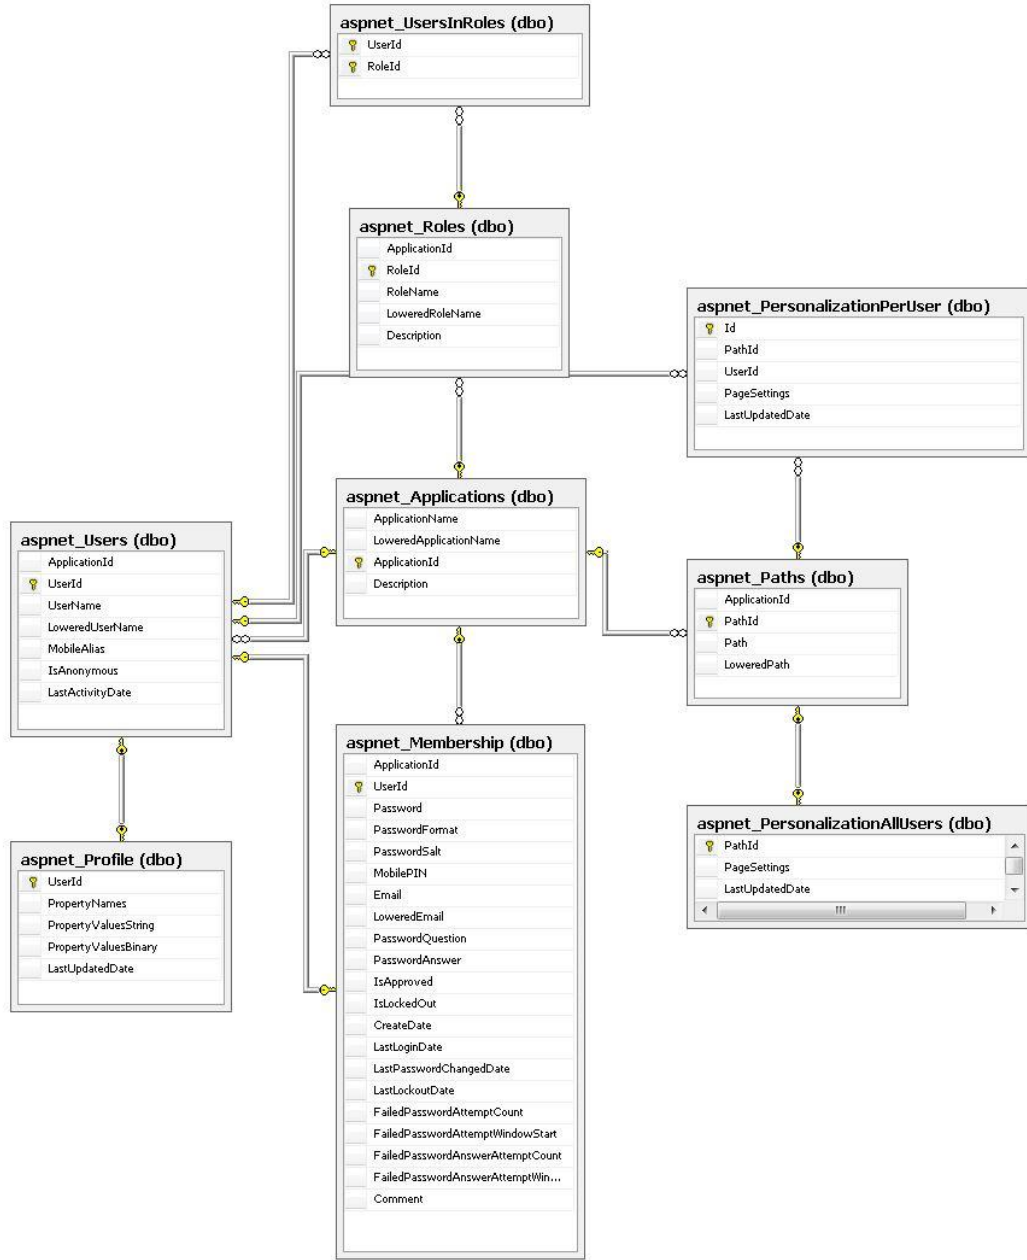 aspnet_UsersInRoles (dbo)
UserId
RoleId
aspnet_Roles (dbo)
ApplicationId
RoleId
RoleName
LoweredRoleName
Description
aspnet_PersonalizationPerUser (dbo)
Id
PathId
UserId
PageSettings
LastUpdatedDate
aspnet_Applications (dbo)
ApplicationName
LoweredApplicationName
ApplicationId
Description
aspnet_Users (dbo)
ApplicationId
UserId
UserName
LoweredUserName
MobileAlias
IsAnonymous
LastActivityDate
aspnet_Paths (dbo)
ApplicationId
PathId
Path
LoweredPath
aspnet_Membership (dbo)
ApplicationId
UserId
Password
PasswordFormat
PasswordSalt
MobilePIN
Email
LoweredEmail
PasswordQuestion
PasswordAnswer
IsApproved
IsLockedOut
CreateDate
LastLoginDate
LastPasswordChangedDate
LastLockoutDate
FailedPasswordAttemptCount
FailedPasswordAttemptWindowStart
FailedPasswordAnswerAttemptCount
FailedPasswordAnswerAttemptWin...
Comment
aspnet_PersonalizationAllUsers (dbo)
PathId
PageSettings
LastUpdatedDate
aspnet_Profile (dbo)
UserId
PropertyNames
PropertyValuesString
PropertyValuesBinary
LastUpdatedDate